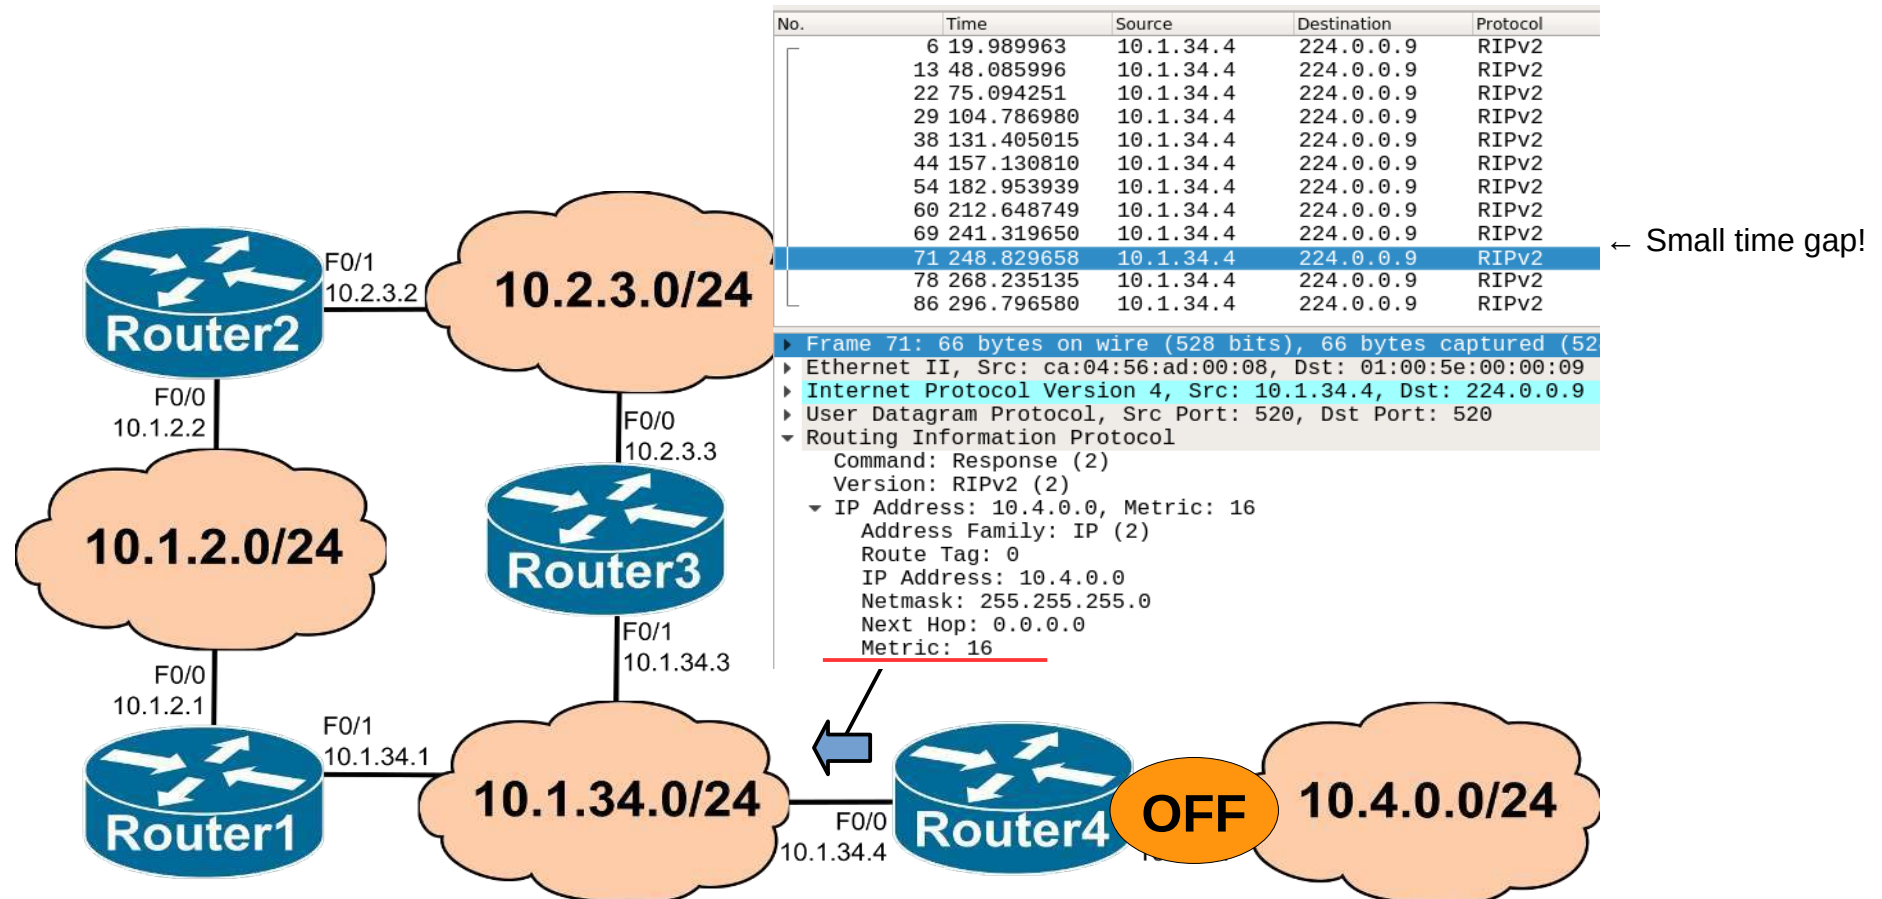 No. Time Source Destination Protocol
6 19.989963 10.1.34.4 224.0.0.9 RIPv2
13 48.085996 10.1.34.4 224.0.0.9 RIPv2
22 75.094251 10.1.34.4 224.0.0.9 RIPv2
29 104.786980 10.1.34.4 224.0.0.9 RIPv2
38 131.405015 10.1.34.4 224.0.0.9 RIPv2
44 157.130810 10.1.34.4 224.0.0.9 RIPv2
54 182.953939 10.1.34.4 224.0.0.9 RIPv2
60 212.648749 10.1.34.4 224.0.0.9 RIPv2
69 241.319650 10.1.34.4 224.0.0.9 RIPv2
71 248.829658 10.1.34.4 224.0.0.9 RIPv2
78 268.235135 10.1.34.4 224.0.0.9 RIPv2
86 296.796580 10.1.34.4 224.0.0.9 RIPv2
← Small time gap!
Frame 71: 66 bytes on wire (528 bits), 66 bytes captured (52
Ethernet II, Src: ca:04:56:ad:00:08, Dst: 01:00:5e:00:00:09
Internet Protocol Version 4, Src: 10.1.34.4, Dst: 224.0.0.9
User Datagram Protocol, Src Port: 520, Dst Port: 520
Routing Information Protocol
Command: Response (2)
Version: RIPv2 (2)
IP Address: 10.4.0.0, Metric: 16
Address Family: IP (2)
Route Tag: 0
IP Address: 10.4.0.0
Netmask: 255.255.255.0
Next Hop: 0.0.0.0
Metric: 16
Router2
F0/1
10.2.3.2
10.2.3.0/24
F0/0
10.1.2.2
F0/0
10.2.3.3
10.1.2.0/24
Router3
F0/1
10.1.34.3
F0/0
10.1.2.1
Router1
F0/1
10.1.34.1
10.1.34.0/24
F0/0
10.1.34.4
Router4
OFF
10.4.0.0/24